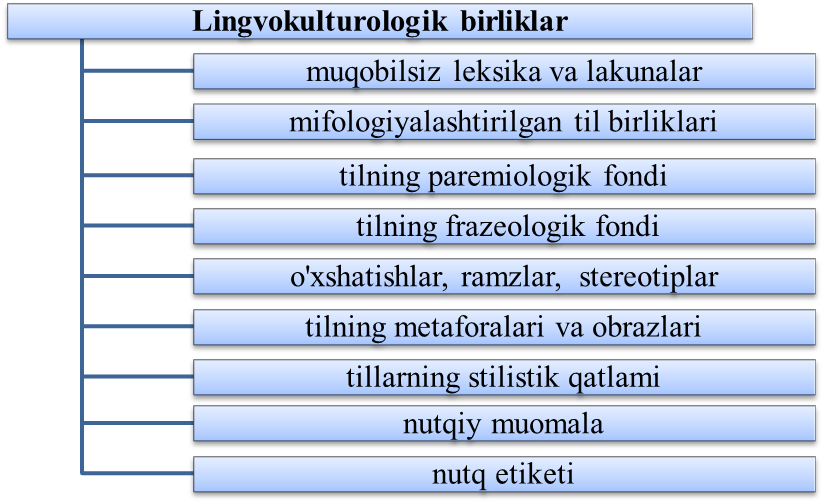 Lingvokulturologik birliklar
muqobilsiz leksika va lakunalar
mifologiyalashtirilgan til birliklari
tilning paremiologik fondi
tilning frazeologik fondi
o'xshatishlar, ramzlar, stereotiplar
tilning metaforalari va obrazlari
tillarning stilistik qatlami
nutqiy muomala
nutq etiketi